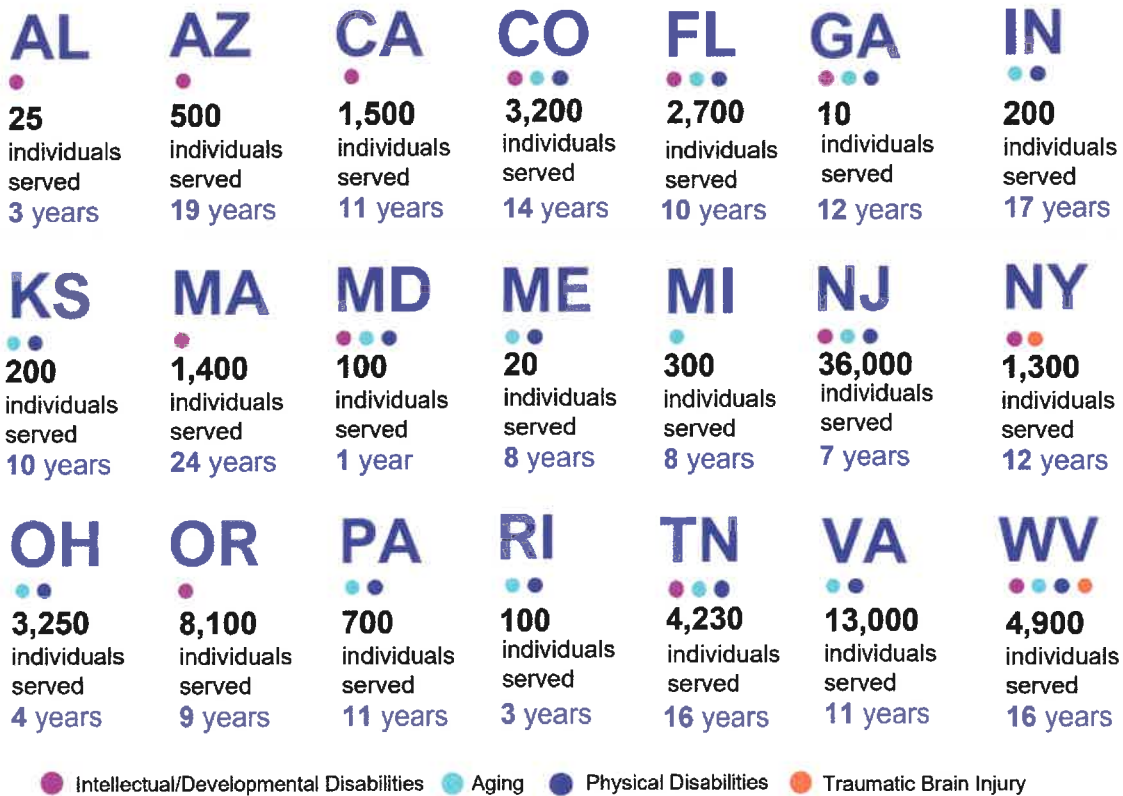 AL AZ CA CO FL GA IN
25 500 1,500 3,200 2,700 10 200
individuals individuals individuals individuals individuals individuals individuals
served served served served served served served
3 years 19 years 11 years 14 years 10 years 12 years 17 years
KS MA MD ME MI NJ NY
200 1,400 100 20 300 36,000 1,300
individuals individuals individuals individuals individuals individuals individuals
served served served served served served served
10 years 24 years 1 year 8 years 8 years 7 years 12 years
OH OR PA RI TN VA WV
3,250 8,100 700 100 4,230 13,000 4,900
individuals individuals individuals individuals individuals individuals individuals
served served served served served served served
4 years 9 years 11 years 3 years 16 years 11 years 16 years
Intellectual/Developmental Disabilities Aging Physical Disabilities Traumatic Brain Injury